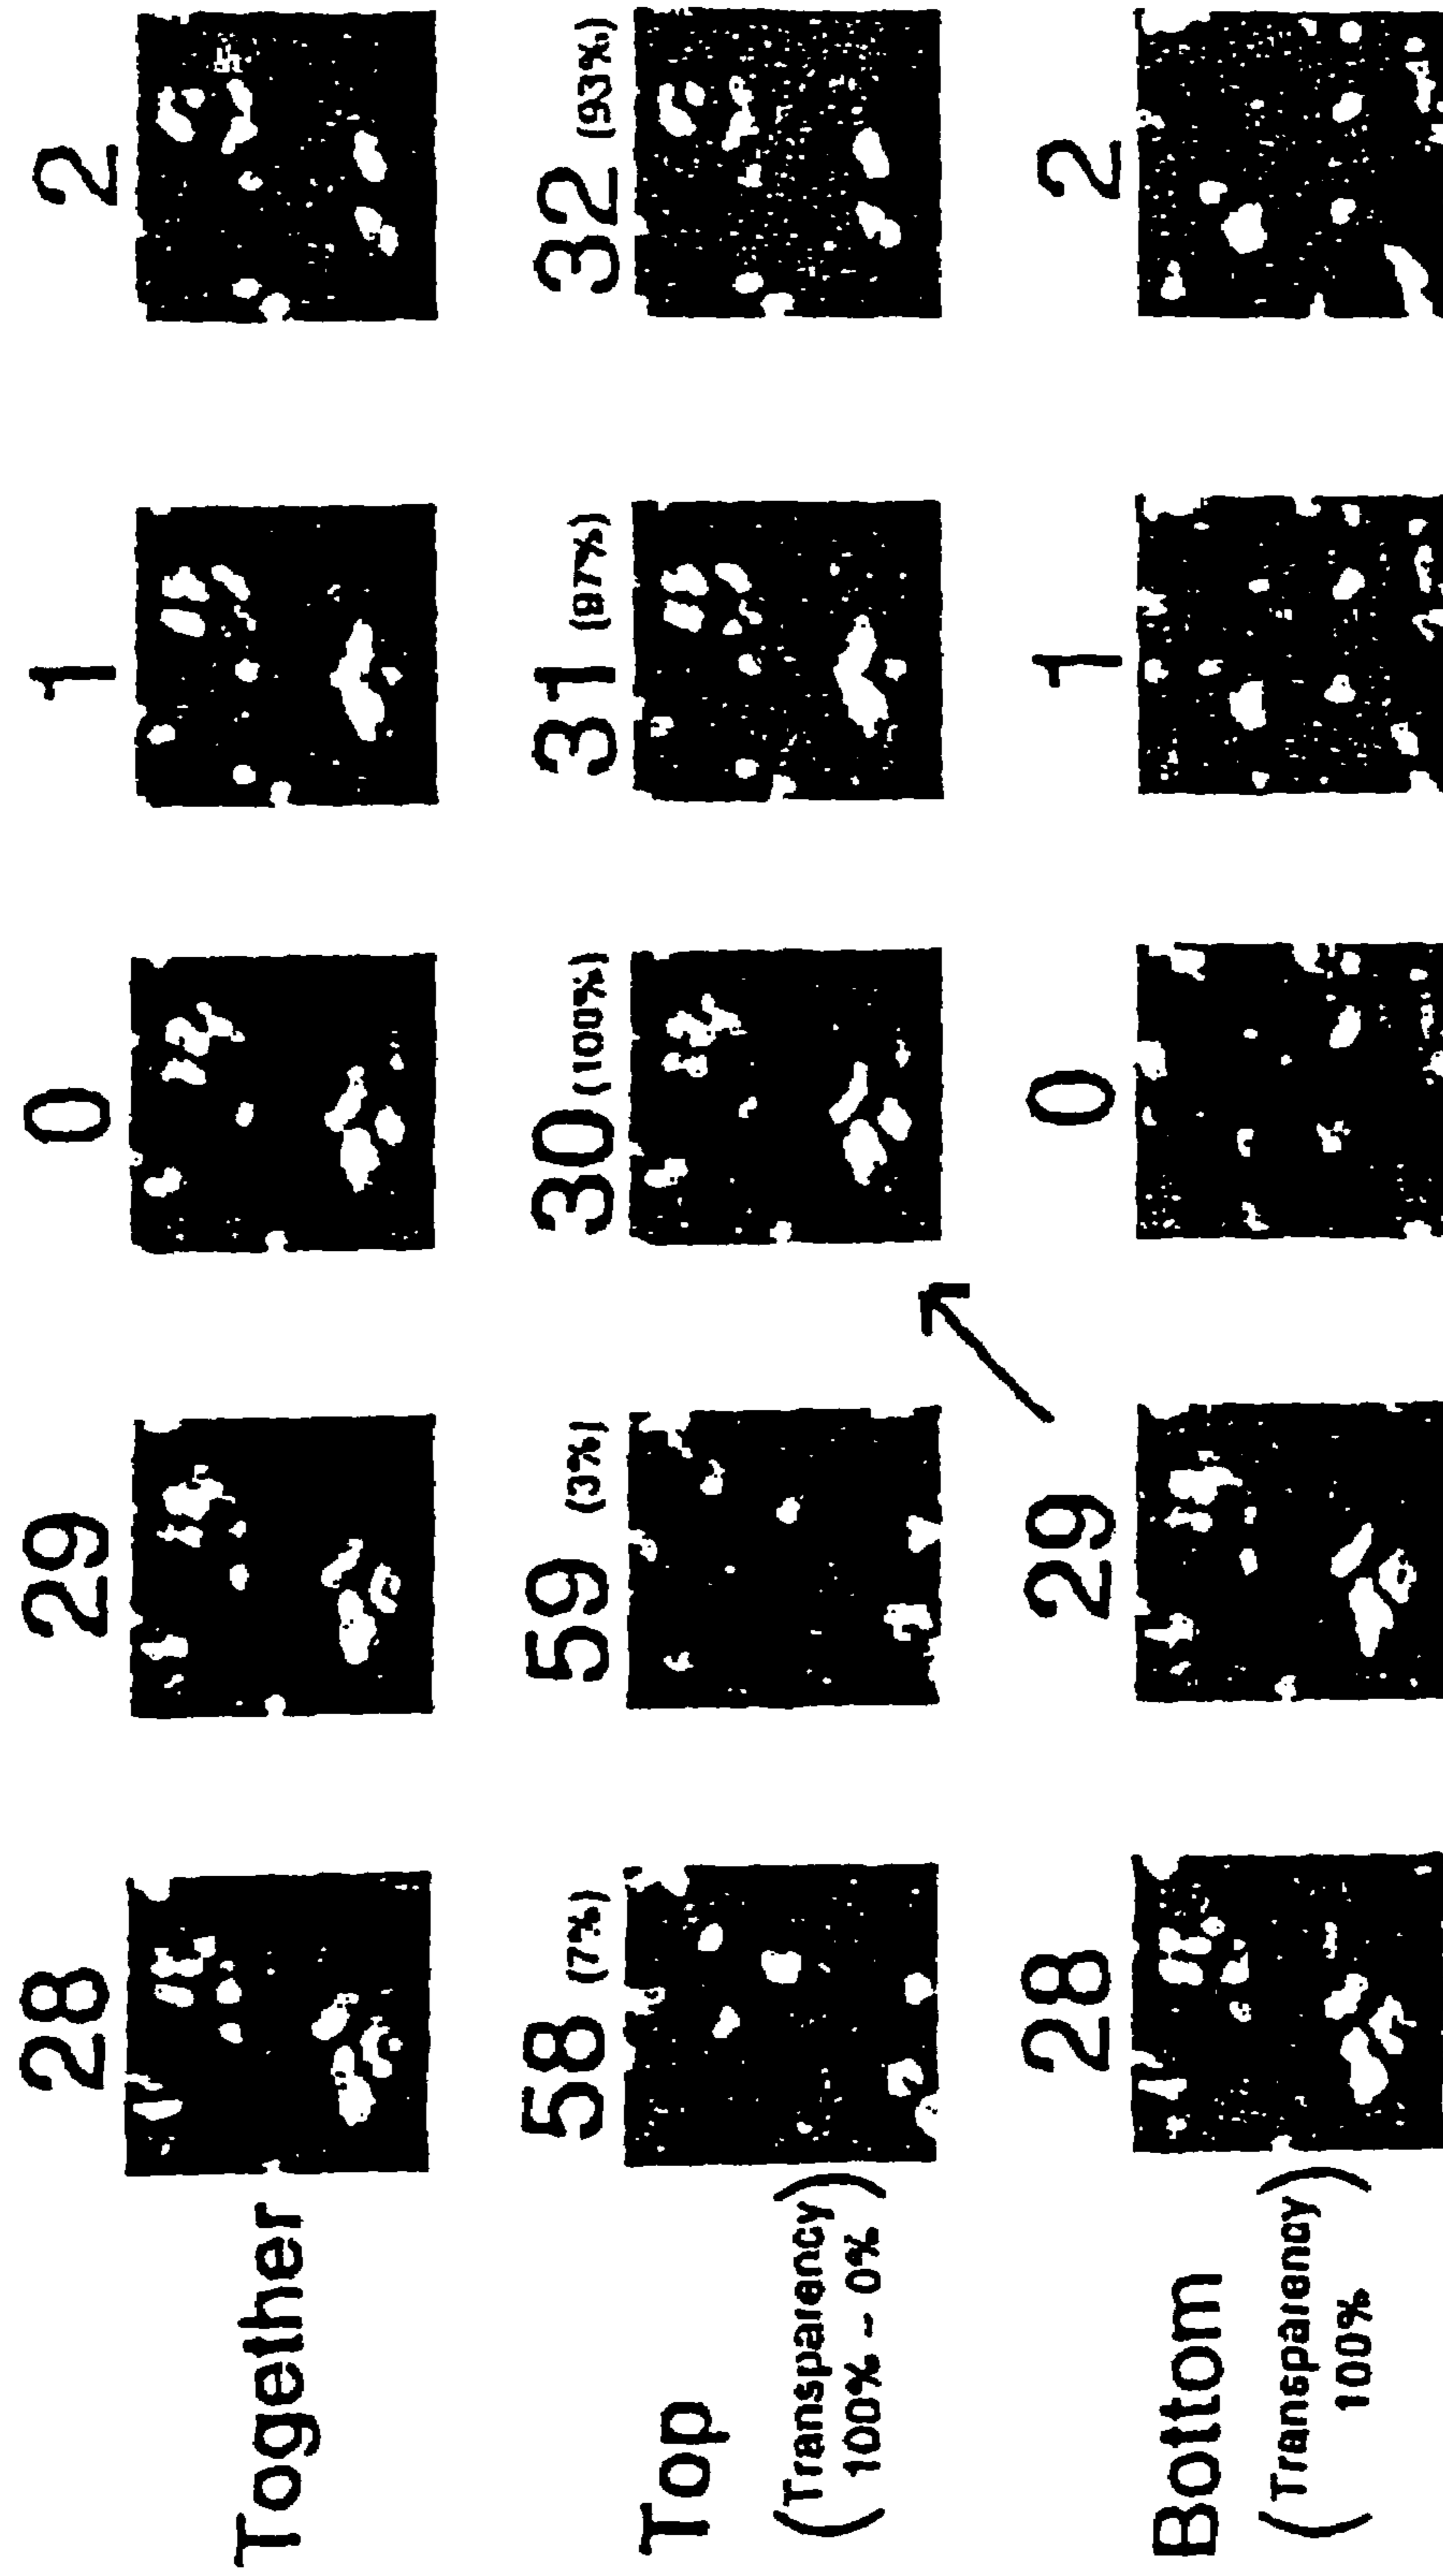 28 29 0 1 2
Together
58 (7%) 59 (3%) 30 (100%) 31 (97%) 32 (93%)
Top
(Transparency)
100% - 0%
28 29 0 1 2
Bottom
(Transparency)
100%